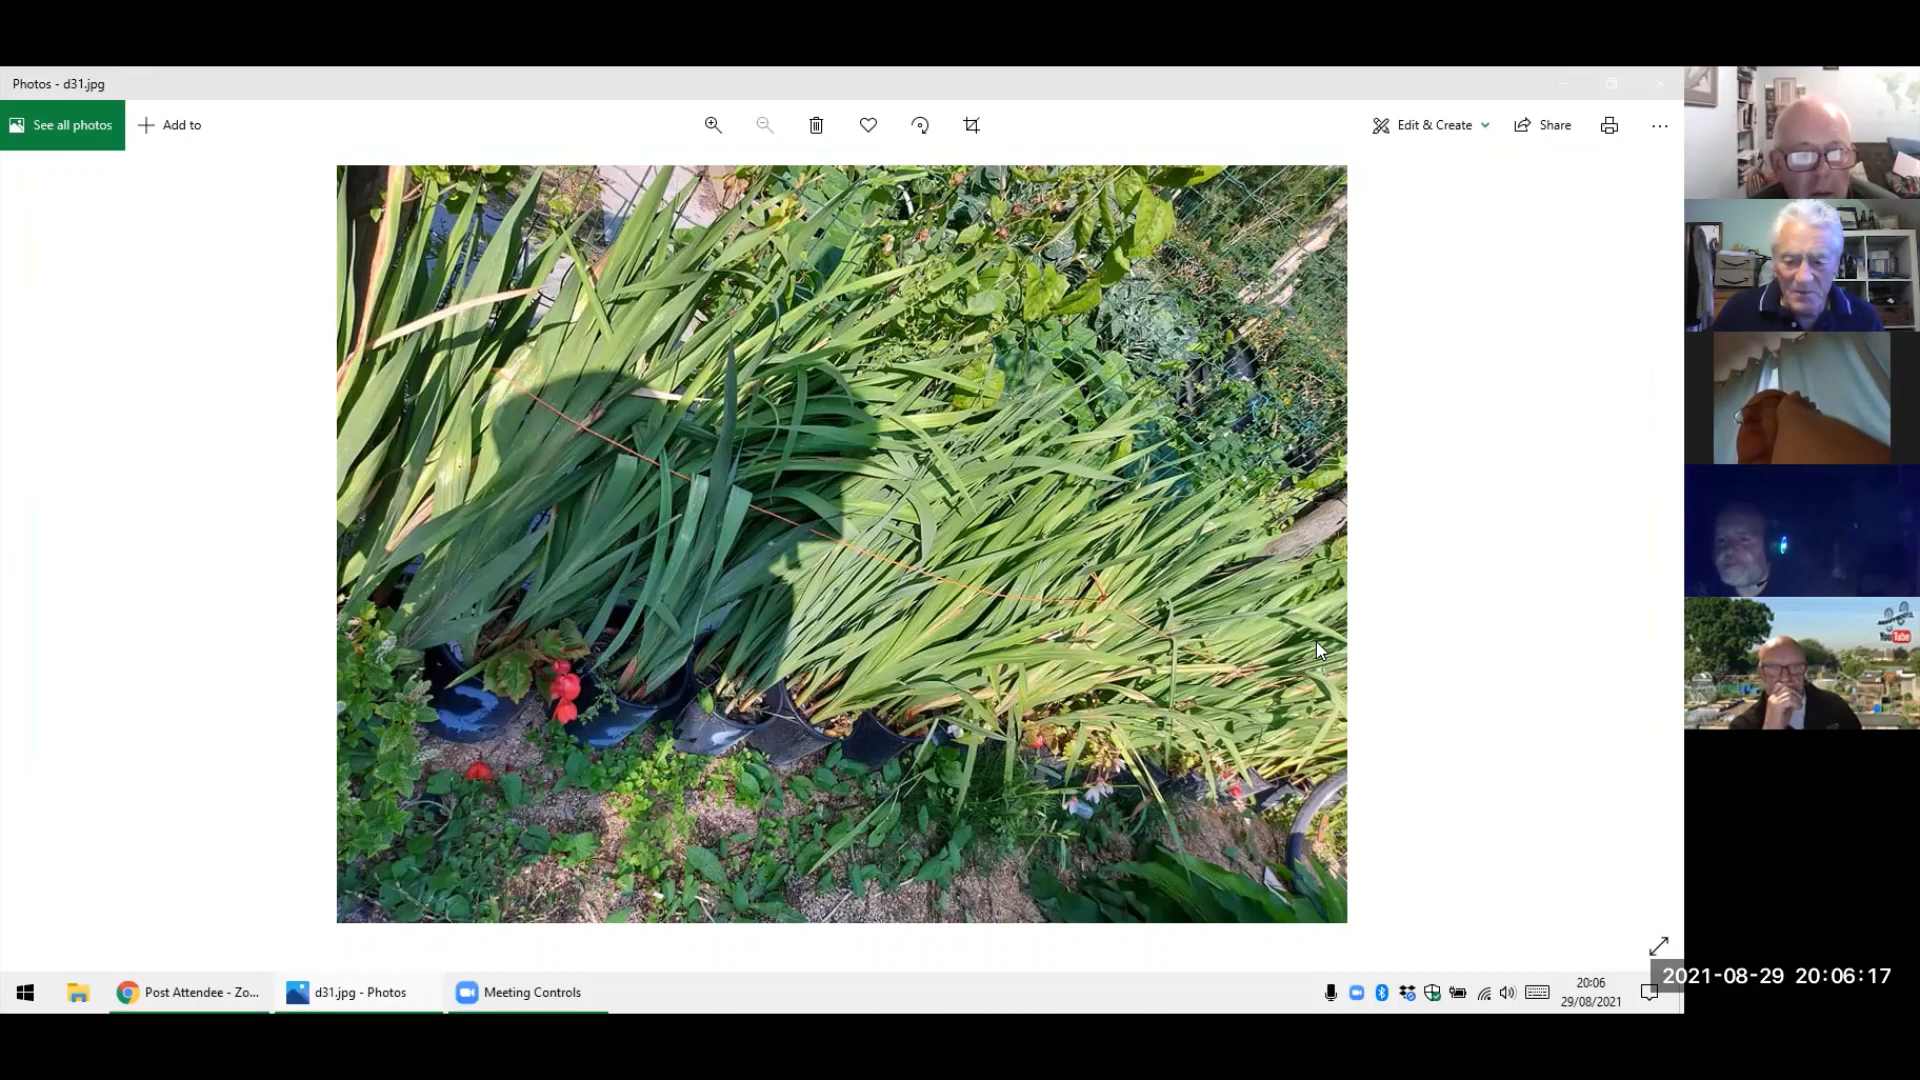 Photos - d31.jpg
See all photos
Add to
Edit & Create
Share
YouTube
Post Attendee - Zo...
d31.jpg - Photos
Meeting Controls
20:06
29/08/2021
2021-08-29 20:06:17